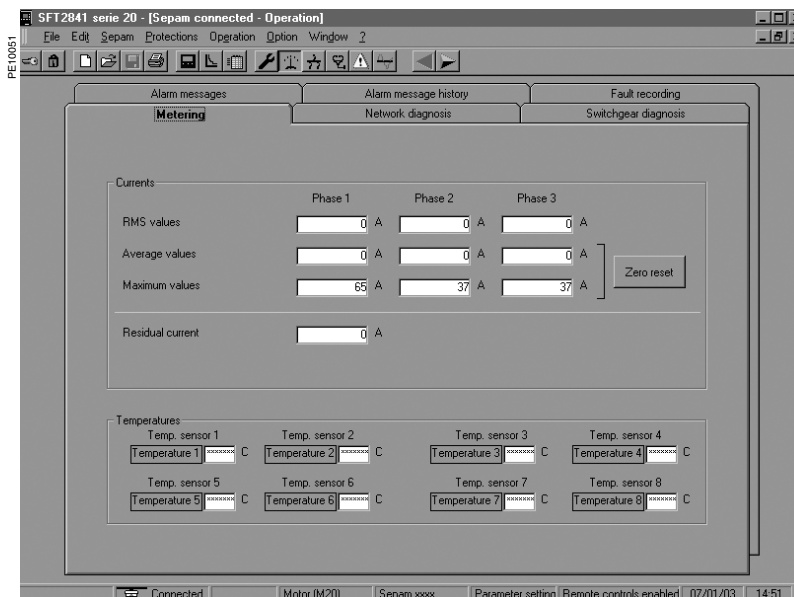 PE10051
SFT2841 serie 20 - [Sepam connected - Operation]
File Edit Sepam Protections Operation Option Window ?
Alarm messages Alarm message history Fault recording
Metering Network diagnosis Switchgear diagnosis
Currents
Phase 1 Phase 2 Phase 3
RMS values 0 A 0 A 0 A
Average values 0 A 0 A 0 A
Zero reset
Maximum values 65 A 37 A 37 A
Residual current 0 A
Temperatures
Temp. sensor 1 Temp. sensor 2 Temp. sensor 3 Temp. sensor 4
Temperature 1 ******* C Temperature 2 ******* C Temperature 3 ******* C Temperature 4 ******* C
Temp. sensor 5 Temp. sensor 6 Temp. sensor 7 Temp. sensor 8
Temperature 5 ******* C Temperature 6 ******* C Temperature 7 ******* C Temperature 8 ******* C
Connected Motor (M20) Sepam xxxx Parameter setting Remote controls enabled 07/01/03 14:51